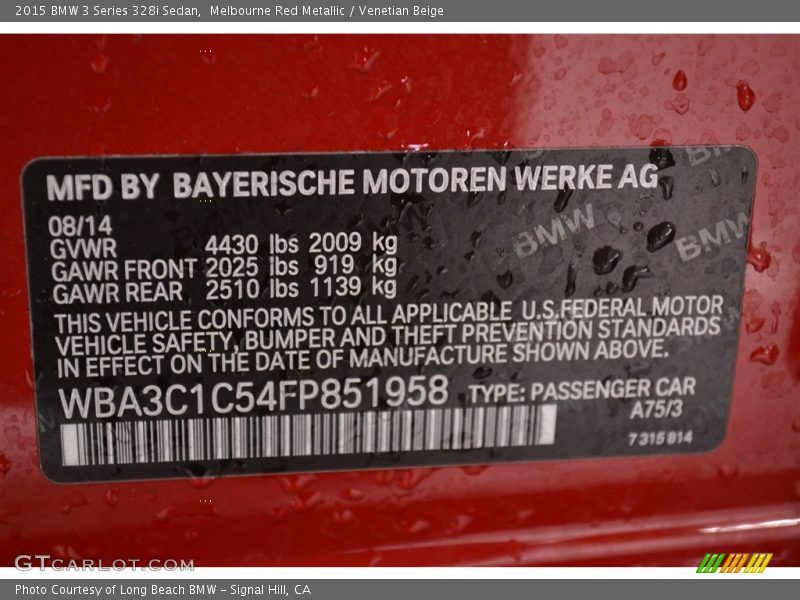 2015 BMW 3 Series 328i Sedan, Melbourne Red Metallic / Venetian Beige
MFD BY BAYERISCHE MOTOREN WERKE AG
08/14
GVWR 4430 lbs 2009 kg
GAWR FRONT 2025 lbs 919 kg
GAWR REAR 2510 lbs 1139 kg
BMW
BMW
THIS VEHICLE CONFORMS TO ALL APPLICABLE U.S.FEDERAL MOTOR
VEHICLE SAFETY, BUMPER AND THEFT PREVENTION STANDARDS
IN EFFECT ON THE DATE OF MANUFACTURE SHOWN ABOVE.
WBA3C1C54FP851958 TYPE: PASSENGER CAR
A75/3
7 315 814
GTCARLOT.COM
Photo Courtesy of Long Beach BMW - Signal Hill, CA